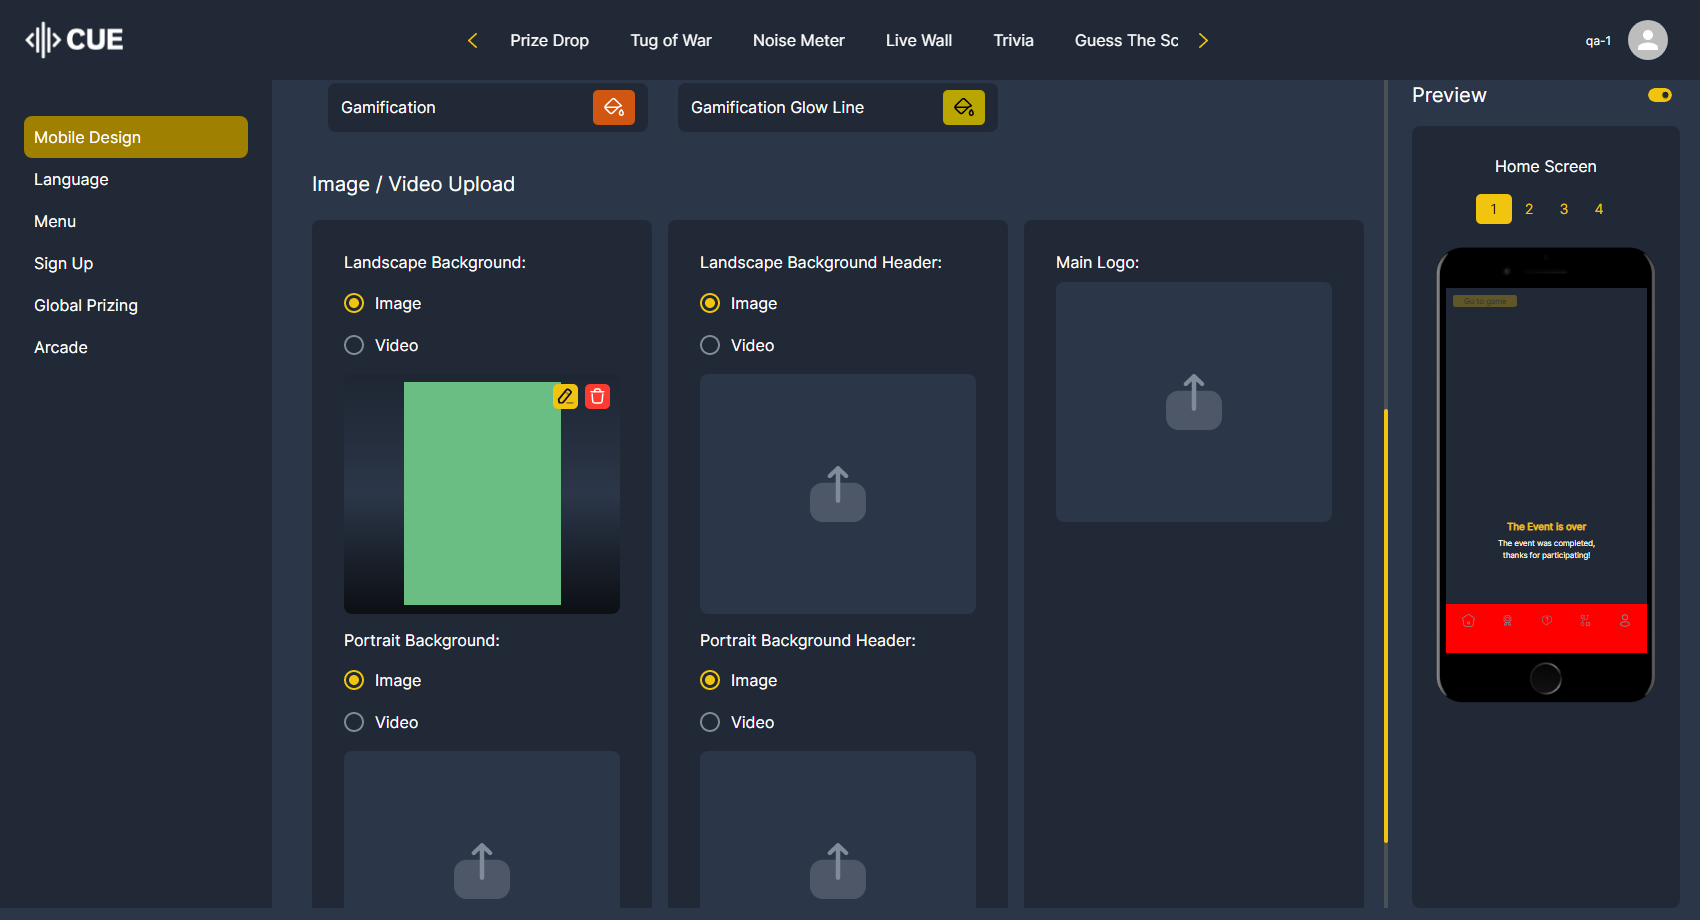 CUE
Prize Drop
Tug of War
Noise Meter
Live Wall
Trivia
Guess The Sc
qa-1
Mobile Design
Language
Menu
Sign Up
Global Prizing
Arcade
Gamification
Gamification Glow Line
Image / Video Upload
Landscape Background:
Image
Video
Portrait Background:
Image
Video
Landscape Background Header:
Image
Video
Portrait Background Header:
Image
Video
Main Logo:
Preview
Home Screen
1 2 3 4
Go to game
The Event is over
The event was completed,
thanks for participating!